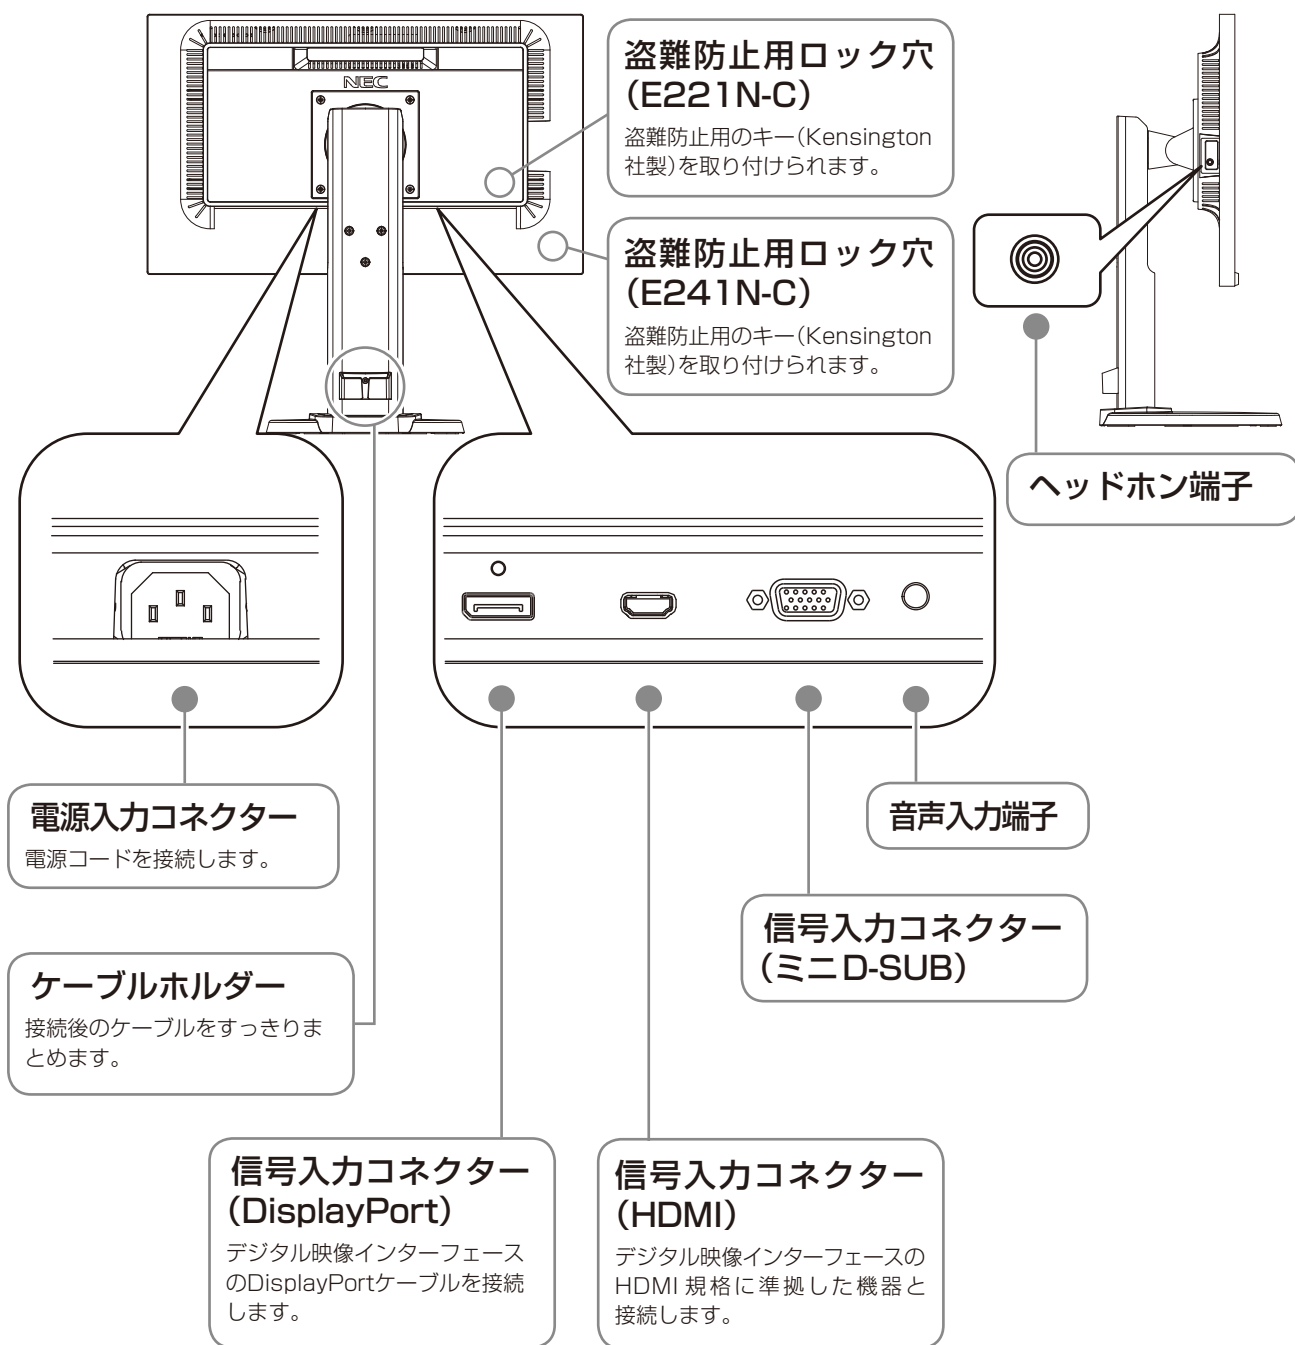 NEC
盗難防止用ロック穴
(E221N-C)
盗難防止用のキー(Kensington
社製)を取り付けられます。
盗難防止用ロック穴
(E241N-C)
盗難防止用のキー(Kensington
社製)を取り付けられます。
ヘッドホン端子
電源入力コネクター
電源コードを接続します。
音声入力端子
信号入力コネクター
(ミニD-SUB)
ケーブルホルダー
接続後のケーブルをすっきりま
とめます。
信号入力コネクター
(DisplayPort)
デジタル映像インターフェース
のDisplayPortケーブルを接続
します。
信号入力コネクター
(HDMI)
デジタル映像インターフェースの
HDMI 規格に準拠した機器と
接続します。